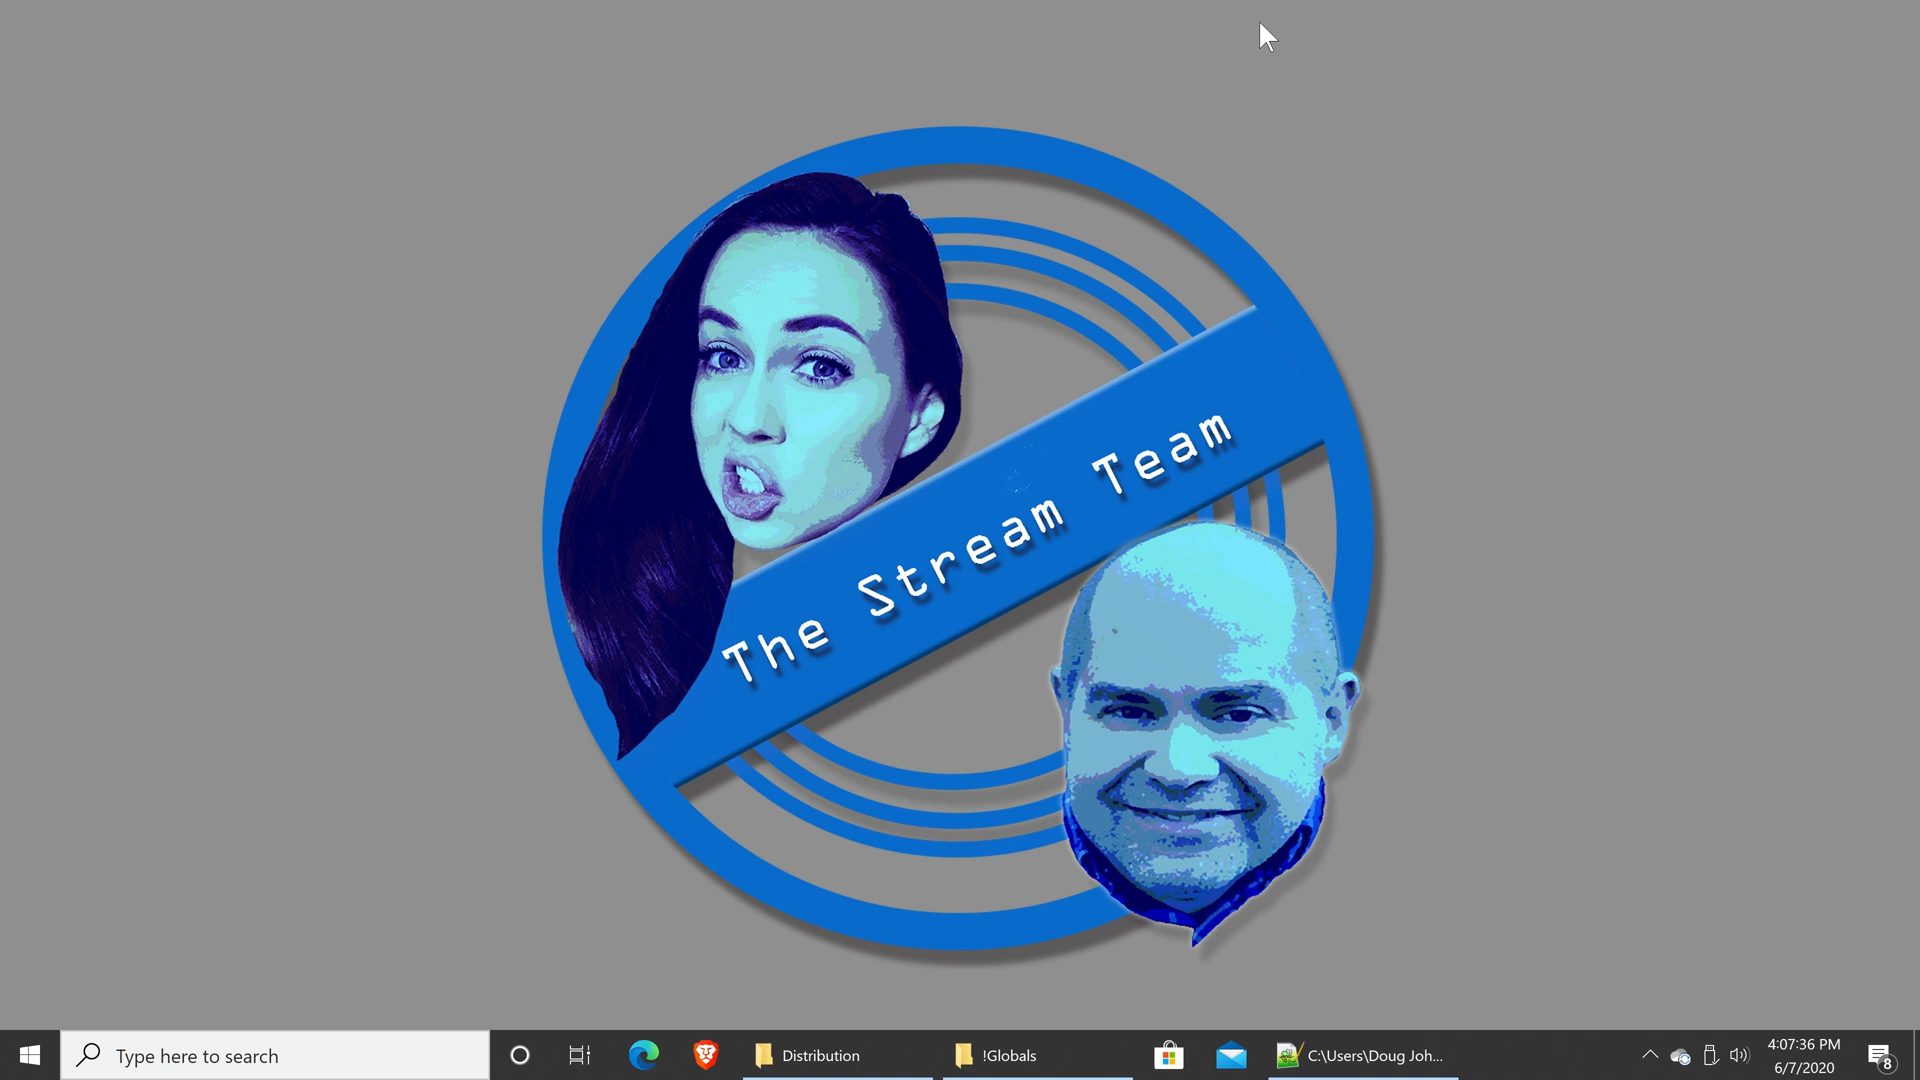 The Stream Team
Type here to search
Distribution
!Globals
C:\Users\Doug Joh...
4:07:36 PM
6/7/2020
8